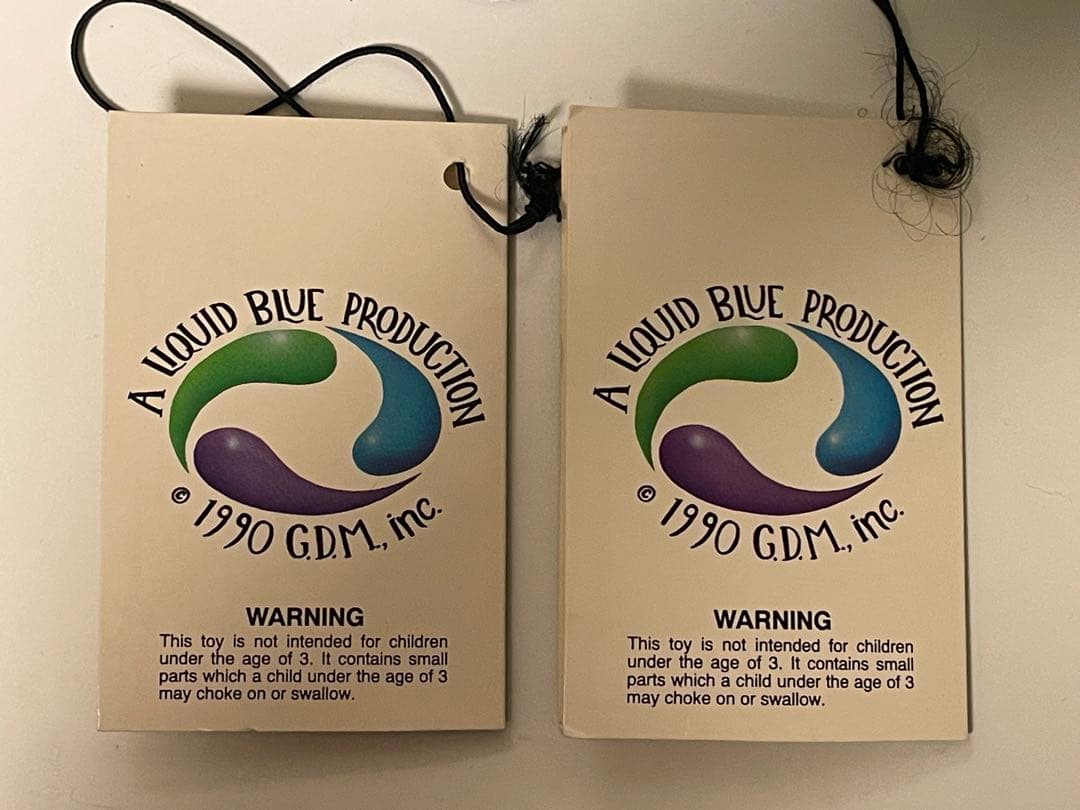 A LIQUID BLUE PRODUCTION
© 1990 G.D.M., inc.
WARNING
This toy is not intended for children
under the age of 3. It contains small
parts which a child under the age of 3
may choke on or swallow.
A LIQUID BLUE PRODUCTION
© 1990 G.D.M., inc.
WARNING
This toy is not intended for children
under the age of 3. It contains small
parts which a child under the age of 3
may choke on or swallow.